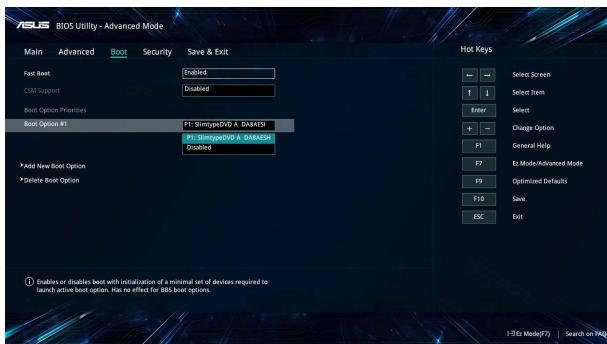 ASUS BIOS Utility - Advanced Mode
Main Advanced Boot Security Save & Exit
Hot Keys
Fast Boot Enabled
CSM Support Disabled
Boot Option Priorities
Boot Option #1 P1: SlimtypeDVD A DA8AESI
P1: SlimtypeDVD A DA8AESH
Disabled
Add New Boot Option
Delete Boot Option
← → Select Screen
↑ ↓ Select Item
Enter Select
+ − Change Option
F1 General Help
F7 Ez Mode/Advanced Mode
F9 Optimized Defaults
F10 Save
ESC Exit
Enables or disables boot with initialization of a minimal set of devices required to
launch active boot option. Has no effect for BBS boot options.
Ez Mode(F7) | Search on FAQ